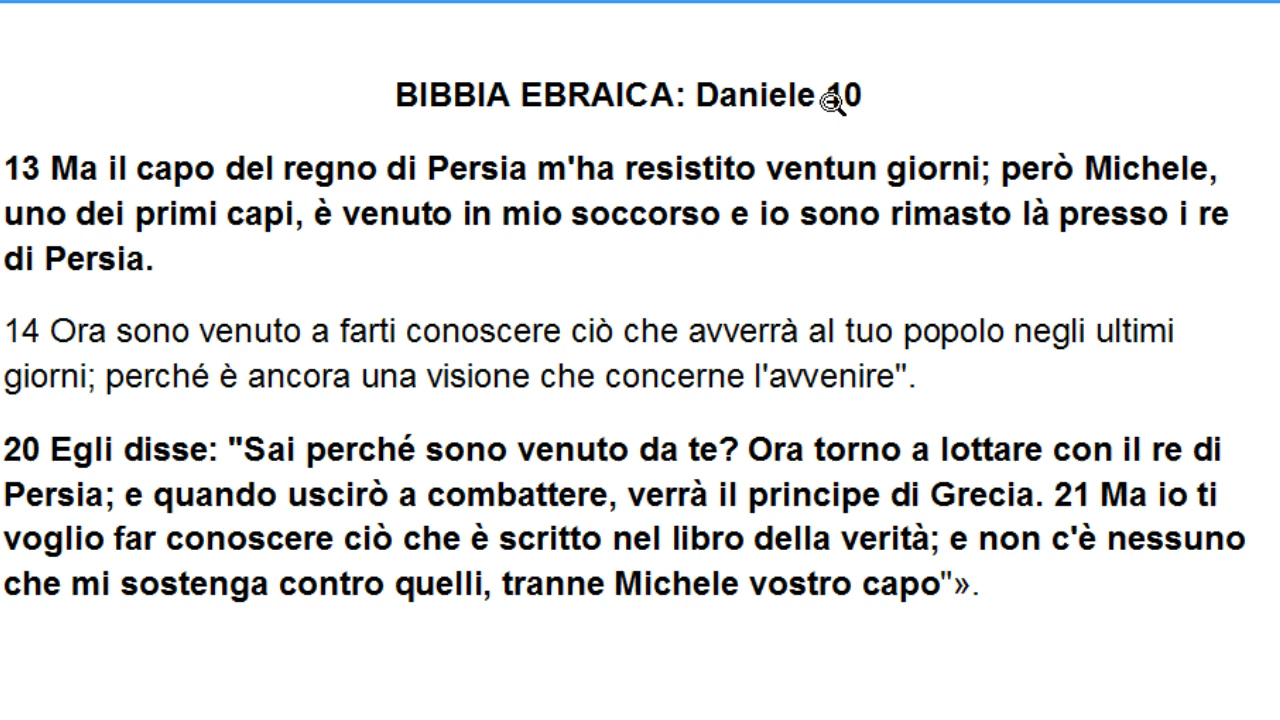 BIBBIA EBRAICA: Daniele 10
13 Ma il capo del regno di Persia m'ha resistito ventun giorni; però Michele,
uno dei primi capi, è venuto in mio soccorso e io sono rimasto là presso i re
di Persia.
14 Ora sono venuto a farti conoscere ciò che avverrà al tuo popolo negli ultimi
giorni; perché è ancora una visione che concerne l'avvenire".
20 Egli disse: "Sai perché sono venuto da te? Ora torno a lottare con il re di
Persia; e quando uscirò a combattere, verrà il principe di Grecia. 21 Ma io ti
voglio far conoscere ciò che è scritto nel libro della verità; e non c'è nessuno
che mi sostenga contro quelli, tranne Michele vostro capo"».